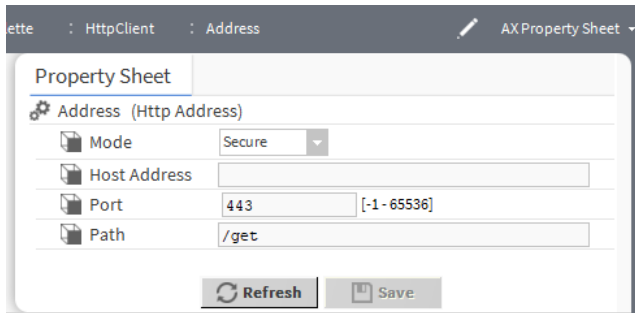 : HttpClient : Address AX Property Sheet
Property Sheet
Address (Http Address)
Mode Secure
Host Address
Port 443 [-1 - 65536]
Path /get
Refresh Save